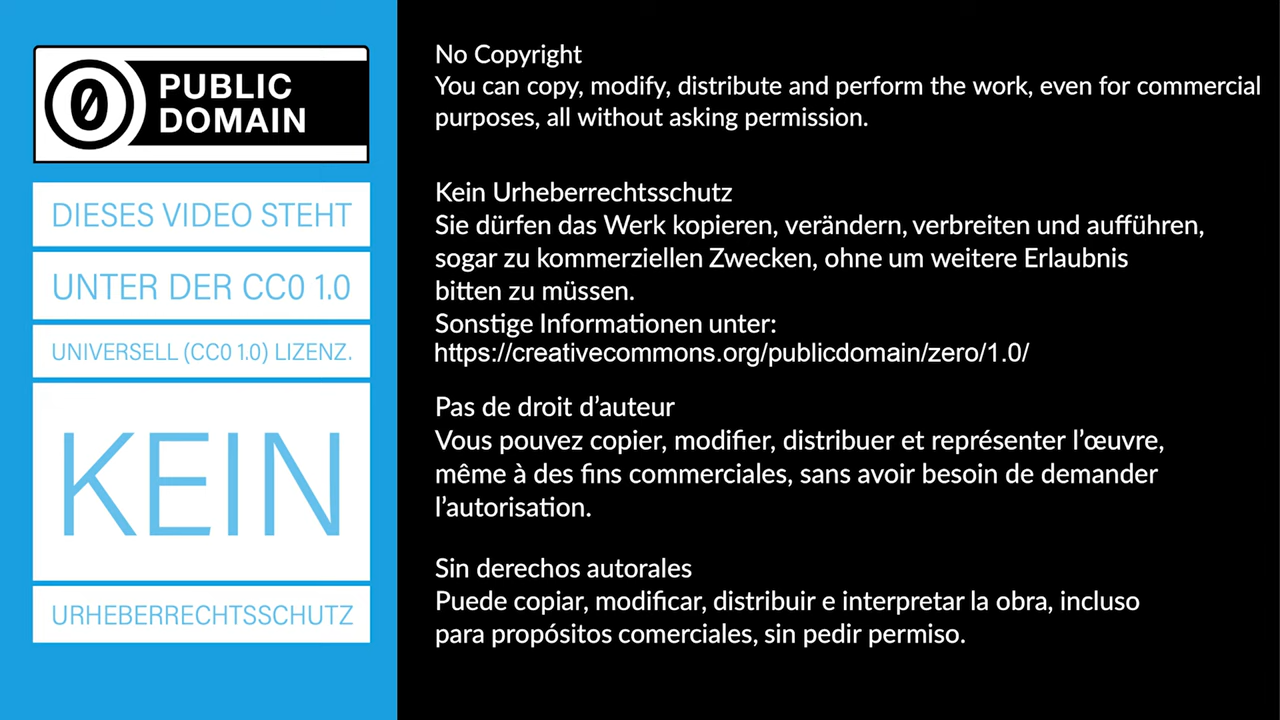 0
PUBLIC
DOMAIN
DIESES VIDEO STEHT
UNTER DER CC0 1.0
UNIVERSELL (CC0 1.0) LIZENZ.
KEIN
URHEBERRECHTSSCHUTZ
No Copyright
You can copy, modify, distribute and perform the work, even for commercial
purposes, all without asking permission.
Kein Urheberrechtsschutz
Sie dürfen das Werk kopieren, verändern, verbreiten und aufführen,
sogar zu kommerziellen Zwecken, ohne um weitere Erlaubnis
bitten zu müssen.
Sonstige Informationen unter:
https://creativecommons.org/publicdomain/zero/1.0/
Pas de droit d’auteur
Vous pouvez copier, modifier, distribuer et représenter l’œuvre,
même à des fins commerciales, sans avoir besoin de demander
l’autorisation.
Sin derechos autorales
Puede copiar, modificar, distribuir e interpretar la obra, incluso
para propósitos comerciales, sin pedir permiso.